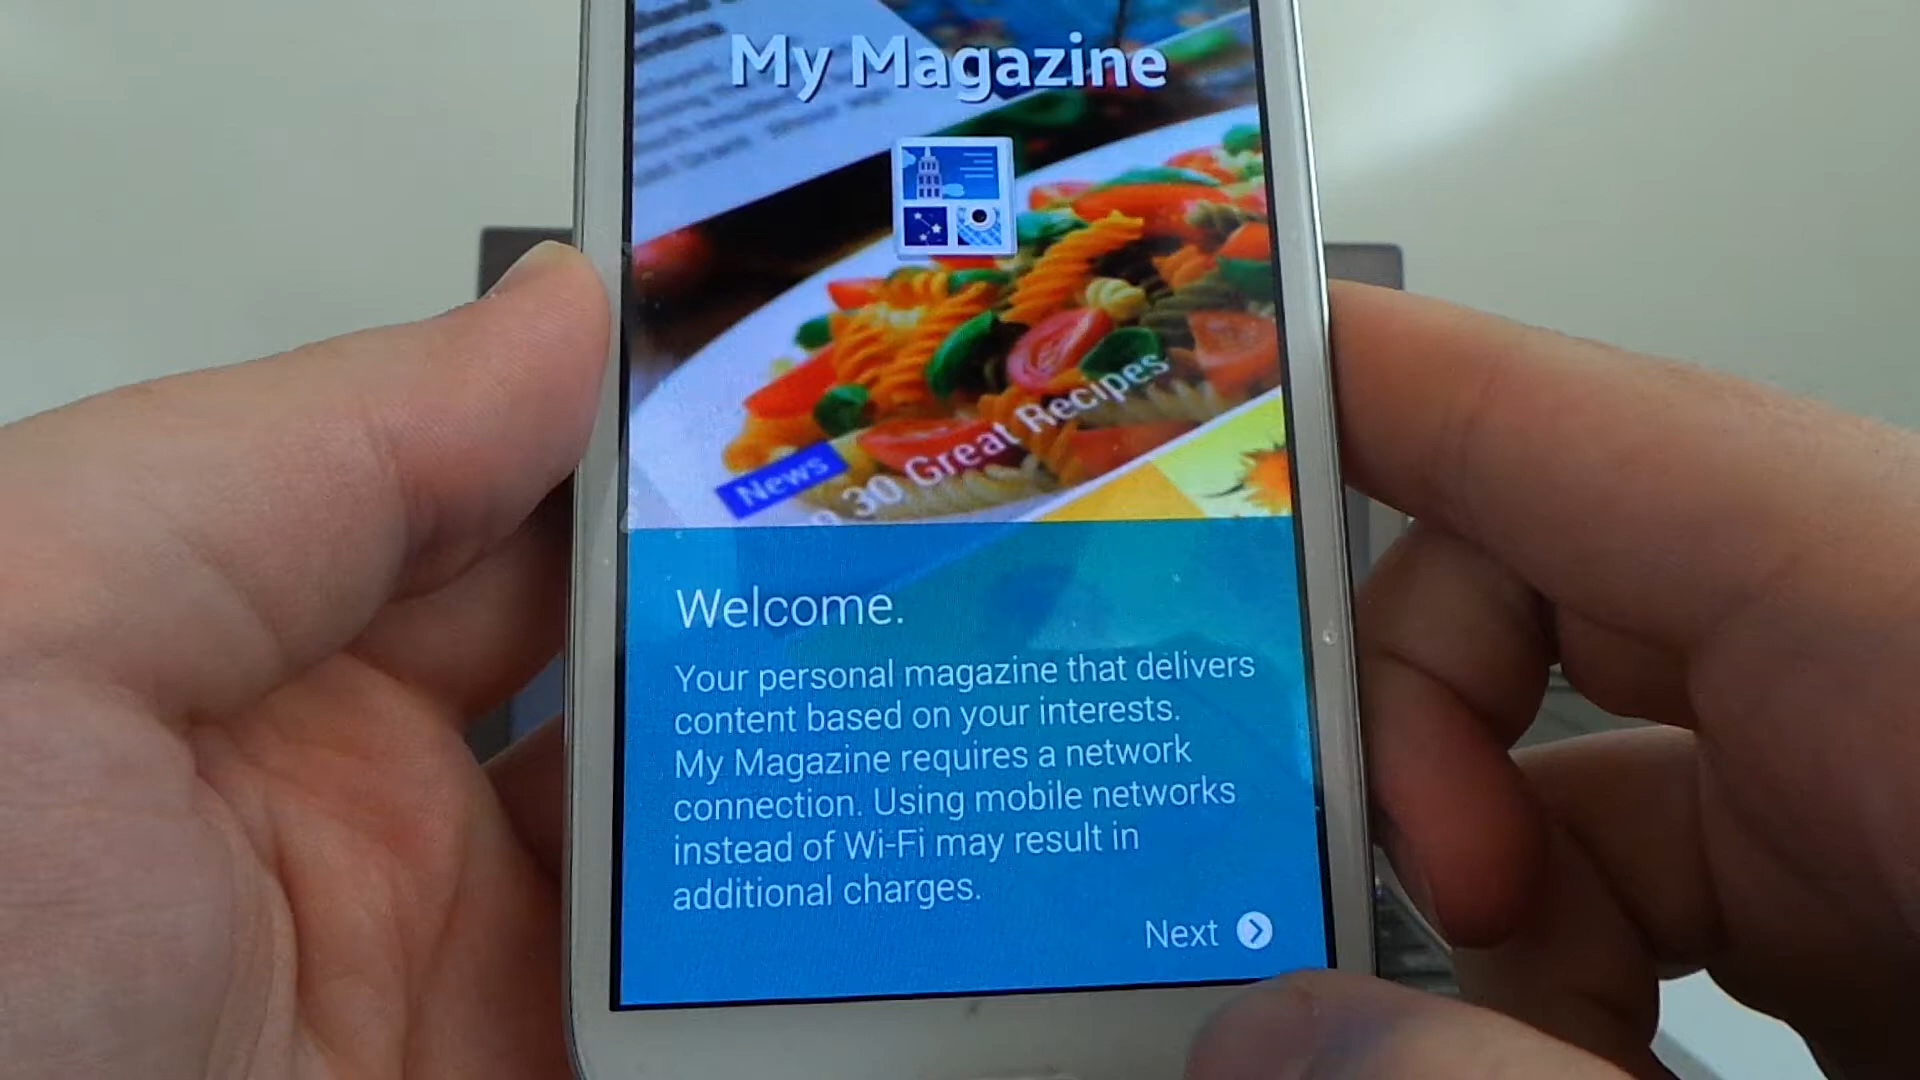 My Magazine
News
30 Great Recipes
Welcome.
Your personal magazine that delivers
content based on your interests.
My Magazine requires a network
connection. Using mobile networks
instead of Wi-Fi may result in
additional charges.
Next